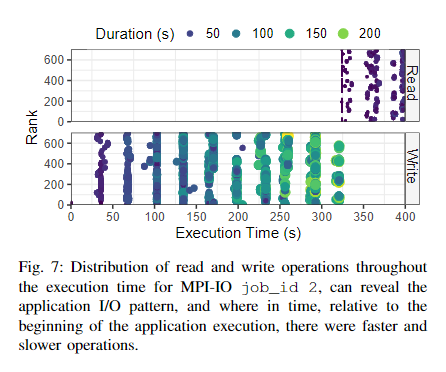 Duration (s) 50 100 150 200
600
400
200
0
Read
600
400
200
0
Write
Rank
0 50 100 150 200 250 300 350 400
Execution Time (s)
Fig. 7: Distribution of read and write operations throughout
the execution time for MPI-IO job_id 2, can reveal the
application I/O pattern, and where in time, relative to the
beginning of the application execution, there were faster and
slower operations.